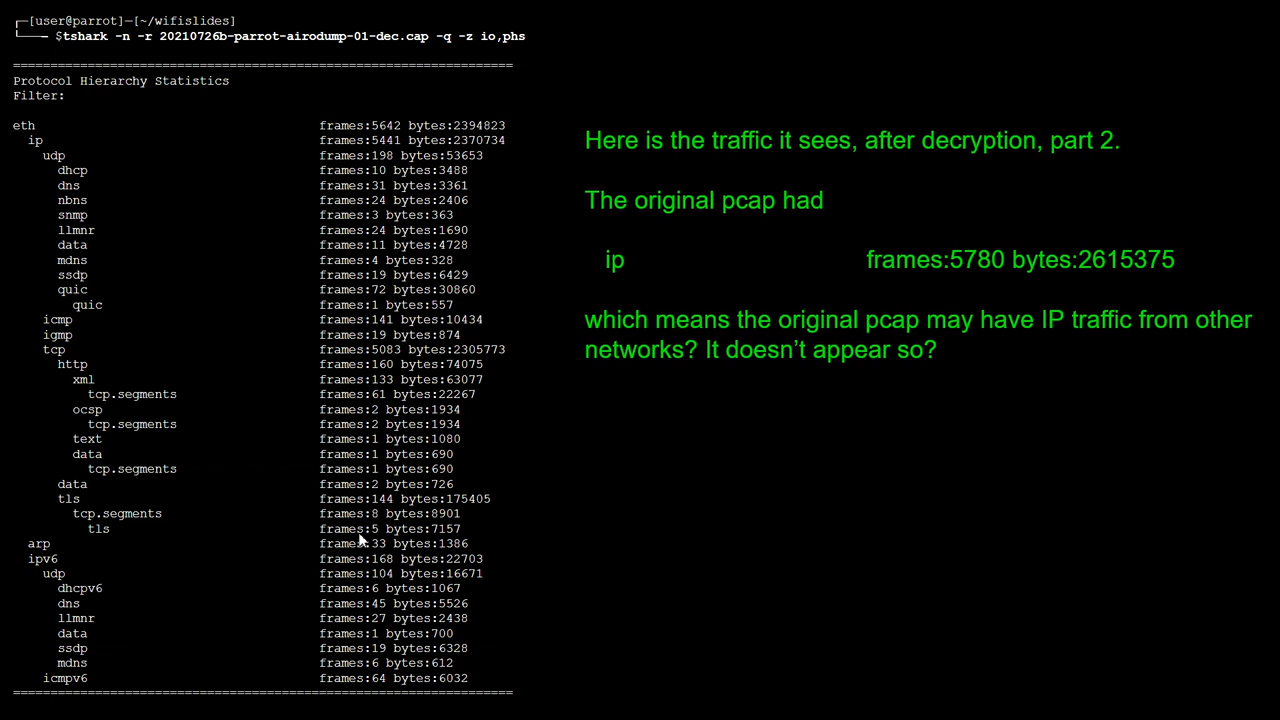 ┌─[user@parrot]─[~/wifislides]
└──╼ $tshark -n -r 20210726b-parrot-airodump-01-dec.cap -q -z io,phs
===================================================================
Protocol Hierarchy Statistics
Filter:
eth frames:5642 bytes:2394823
ip frames:5441 bytes:2370734
udp frames:198 bytes:53653
dhcp frames:10 bytes:3488
dns frames:31 bytes:3361
nbns frames:24 bytes:2406
snmp frames:3 bytes:363
llmnr frames:24 bytes:1690
data frames:11 bytes:4728
mdns frames:4 bytes:328
ssdp frames:19 bytes:6429
quic frames:72 bytes:30860
quic frames:1 bytes:557
icmp frames:141 bytes:10434
igmp frames:19 bytes:874
tcp frames:5083 bytes:2305773
http frames:160 bytes:74075
xml frames:133 bytes:63077
tcp.segments frames:61 bytes:22267
ocsp frames:2 bytes:1934
tcp.segments frames:2 bytes:1934
text frames:1 bytes:1080
data frames:1 bytes:690
tcp.segments frames:1 bytes:690
data frames:2 bytes:726
tls frames:144 bytes:175405
tcp.segments frames:8 bytes:8901
tls frames:5 bytes:7157
arp frames:33 bytes:1386
ipv6 frames:168 bytes:22703
udp frames:104 bytes:16671
dhcpv6 frames:6 bytes:1067
dns frames:45 bytes:5526
llmnr frames:27 bytes:2438
data frames:1 bytes:700
ssdp frames:19 bytes:6328
mdns frames:6 bytes:612
icmpv6 frames:64 bytes:6032
===================================================================
Here is the traffic it sees, after decryption, part 2.
The original pcap had
ip frames:5780 bytes:2615375
which means the original pcap may have IP traffic from other
networks? It doesn’t appear so?